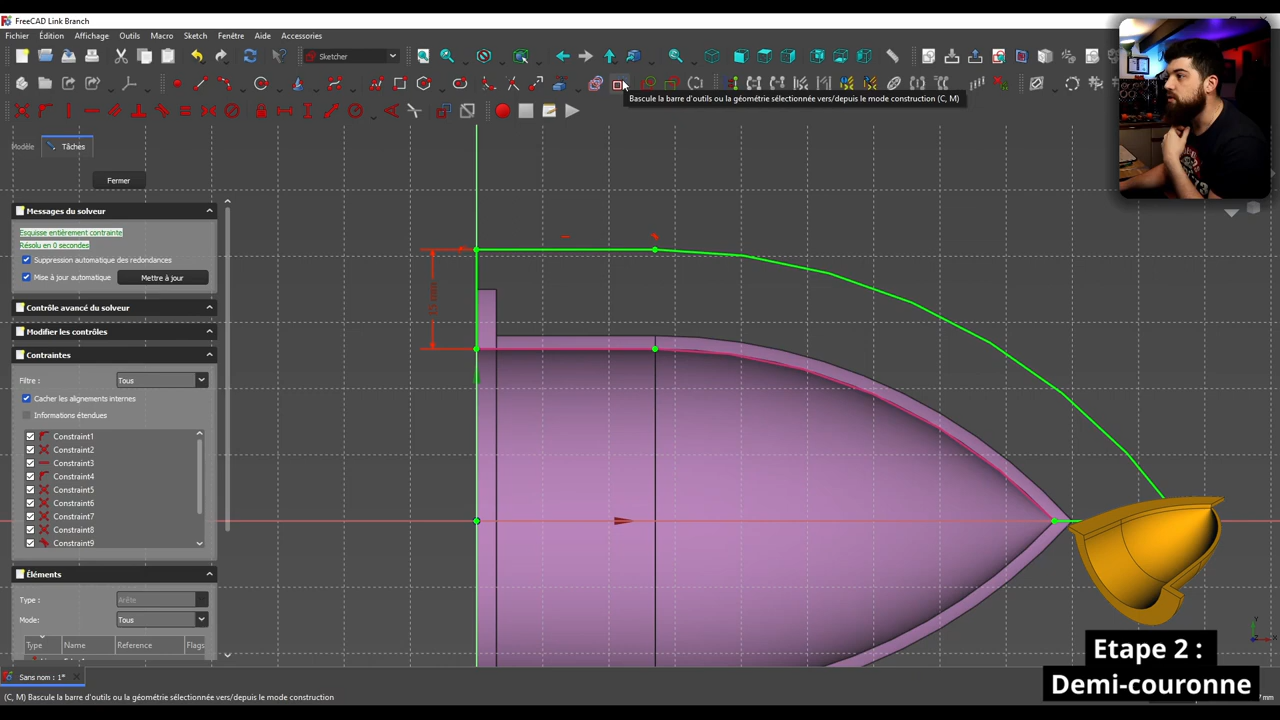 FreeCAD Link Branch
Fichier Édition Affichage Outils Macro Sketch Fenêtre Aide Accessoires
Sketcher
Bascule la barre d'outils ou la géométrie sélectionnée vers/depuis le mode construction (C, M)
Modèle Tâches
Fermer
Messages du solveur
Esquisse entièrement contrainte
Résolu en 0 secondes
Suppression automatique des redondances
Mise à jour automatique Mettre à jour
Contrôle avancé du solveur
Modifier les contrôles
Contraintes
Filtre : Tous
Cacher les alignements internes
Informations étendues
Constraint1
Constraint2
Constraint3
Constraint4
Constraint5
Constraint6
Constraint7
Constraint8
Constraint9
Éléments
Type : Arête
Mode: Tous
Type Name Reference Flags
Etape 2 :
Demi-couronne
Sans nom : 1*
(C, M) Bascule la barre d'outils ou la géométrie sélectionnée vers/depuis le mode construction
mm